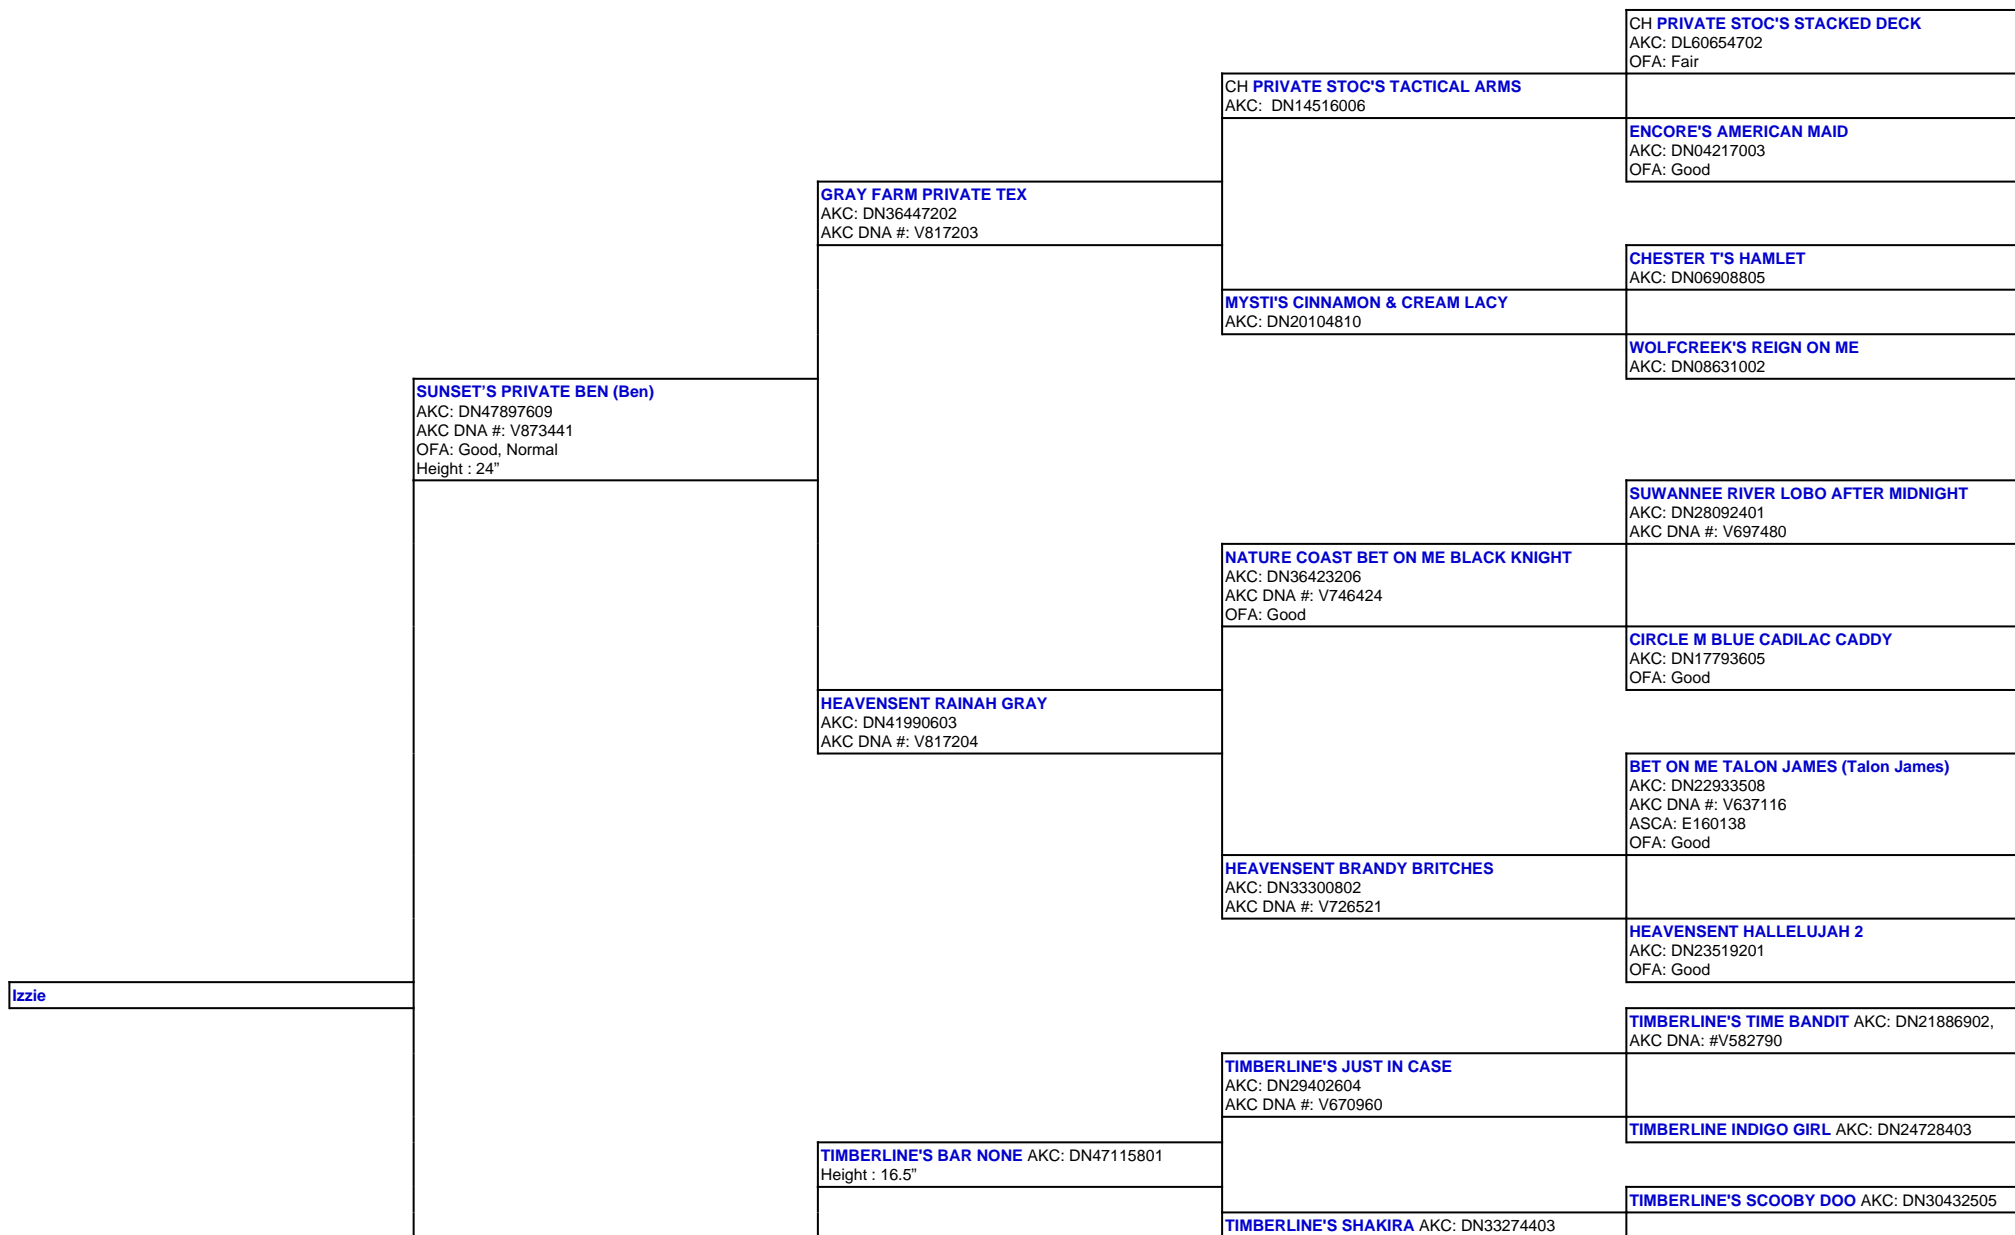 CH PRIVATE STOC'S STACKED DECK
AKC: DL60654702
OFA: Fair
CH PRIVATE STOC'S TACTICAL ARMS
AKC:  DN14516006
ENCORE'S AMERICAN MAID
AKC: DN04217003
OFA: Good
GRAY FARM PRIVATE TEX
AKC: DN36447202
AKC DNA #: V817203
CHESTER T'S HAMLET
AKC: DN06908805
MYSTI'S CINNAMON & CREAM LACY
AKC: DN20104810
WOLFCREEK'S REIGN ON ME
AKC: DN08631002
SUNSET’S PRIVATE BEN (Ben)
AKC: DN47897609
AKC DNA #: V873441
OFA: Good, Normal
Height : 24”
SUWANNEE RIVER LOBO AFTER MIDNIGHT
AKC: DN28092401
AKC DNA #: V697480
NATURE COAST BET ON ME BLACK KNIGHT
AKC: DN36423206
AKC DNA #: V746424
OFA: Good
CIRCLE M BLUE CADILAC CADDY
AKC: DN17793605
OFA: Good
HEAVENSENT RAINAH GRAY
AKC: DN41990603
AKC DNA #: V817204
BET ON ME TALON JAMES (Talon James)
AKC: DN22933508
AKC DNA #: V637116
ASCA: E160138
OFA: Good
HEAVENSENT BRANDY BRITCHES
AKC: DN33300802
AKC DNA #: V726521
HEAVENSENT HALLELUJAH 2
AKC: DN23519201
OFA: Good
Izzie
TIMBERLINE'S TIME BANDIT AKC: DN21886902,
AKC DNA: #V582790
TIMBERLINE'S JUST IN CASE
AKC: DN29402604
AKC DNA #: V670960
TIMBERLINE INDIGO GIRL AKC: DN24728403
TIMBERLINE'S BAR NONE AKC: DN47115801
Height : 16.5”
TIMBERLINE'S SCOOBY DOO AKC: DN30432505
TIMBERLINE'S SHAKIRA AKC: DN33274403